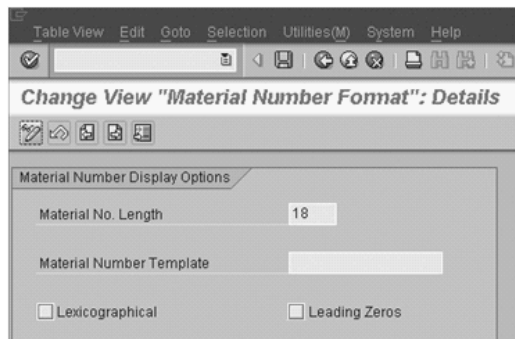 Table View Edit Goto Selection Utilities(M) System Help
Change View "Material Number Format": Details
Material Number Display Options
Material No. Length 18
Material Number Template
Lexicographical Leading Zeros